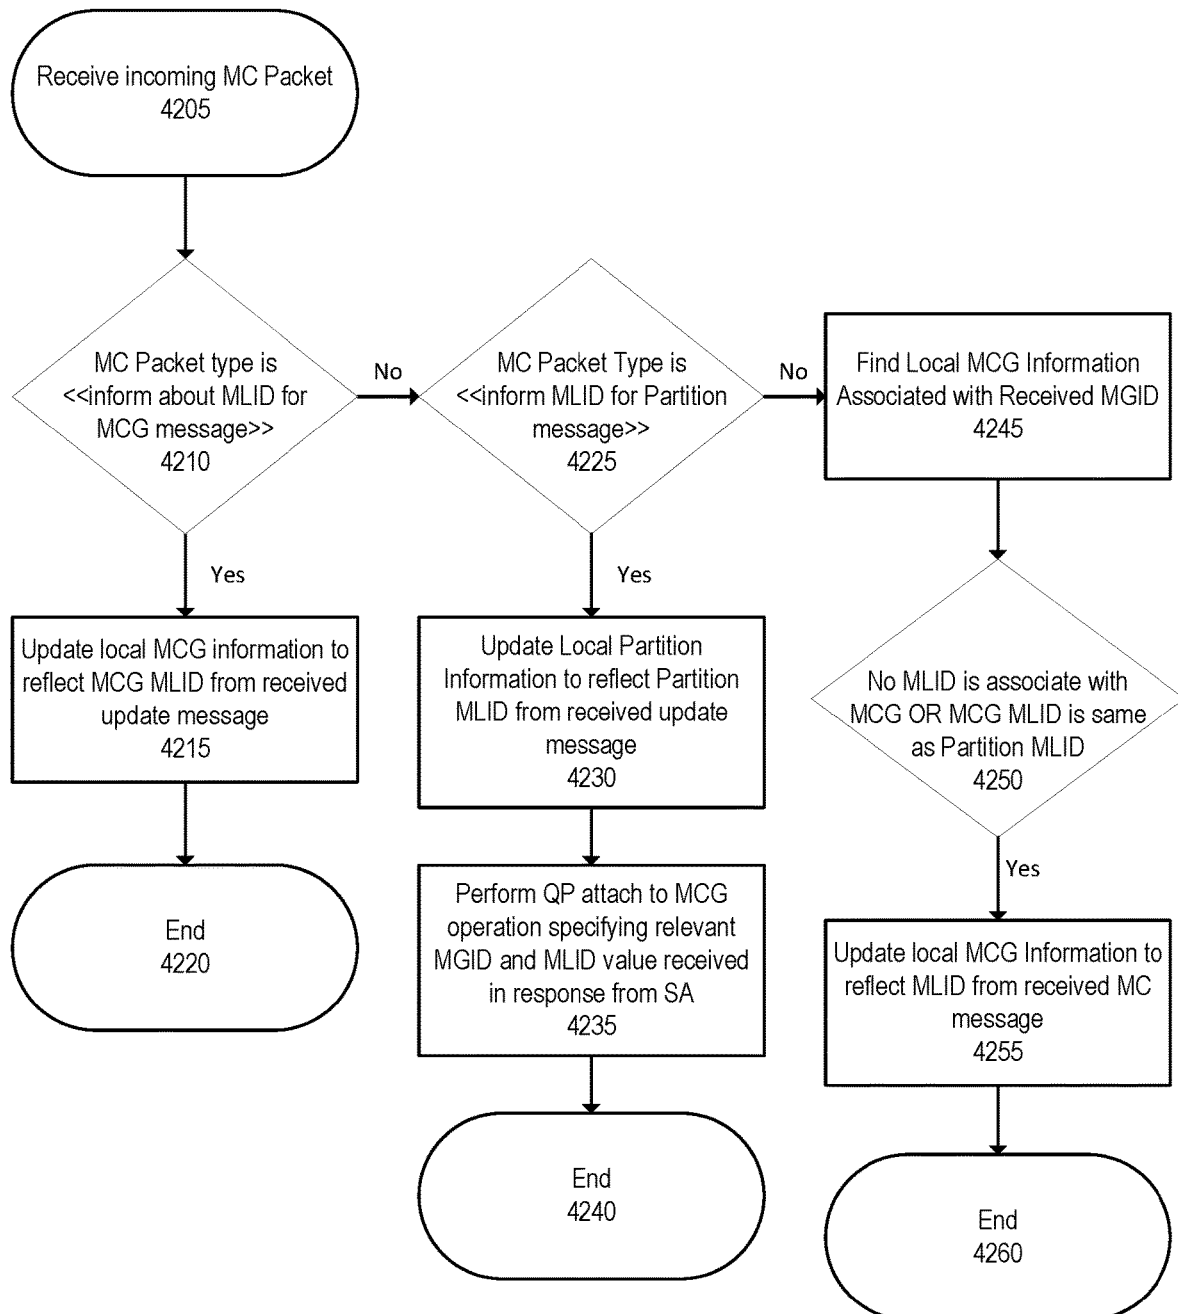 Receive incoming MC Packet
4205
MC Packet type is
<<inform about MLID for
MCG message>>
4210
No
MC Packet Type is
<<inform MLID for Partition
message>>
4225
No
Find Local MCG Information
Associated with Received MGID
4245
Yes
Update local MCG information to
reflect MCG MLID from received
update message
4215
End
4220
Yes
Update Local Partition
Information to reflect Partition
MLID from received update
message
4230
Perform QP attach to MCG
operation specifying relevant
MGID and MLID value received
in response from SA
4235
End
4240
No MLID is associate with
MCG OR MCG MLID is same
as Partition MLID
4250
Yes
Update local MCG Information to
reflect MLID from received MC
message
4255
End
4260